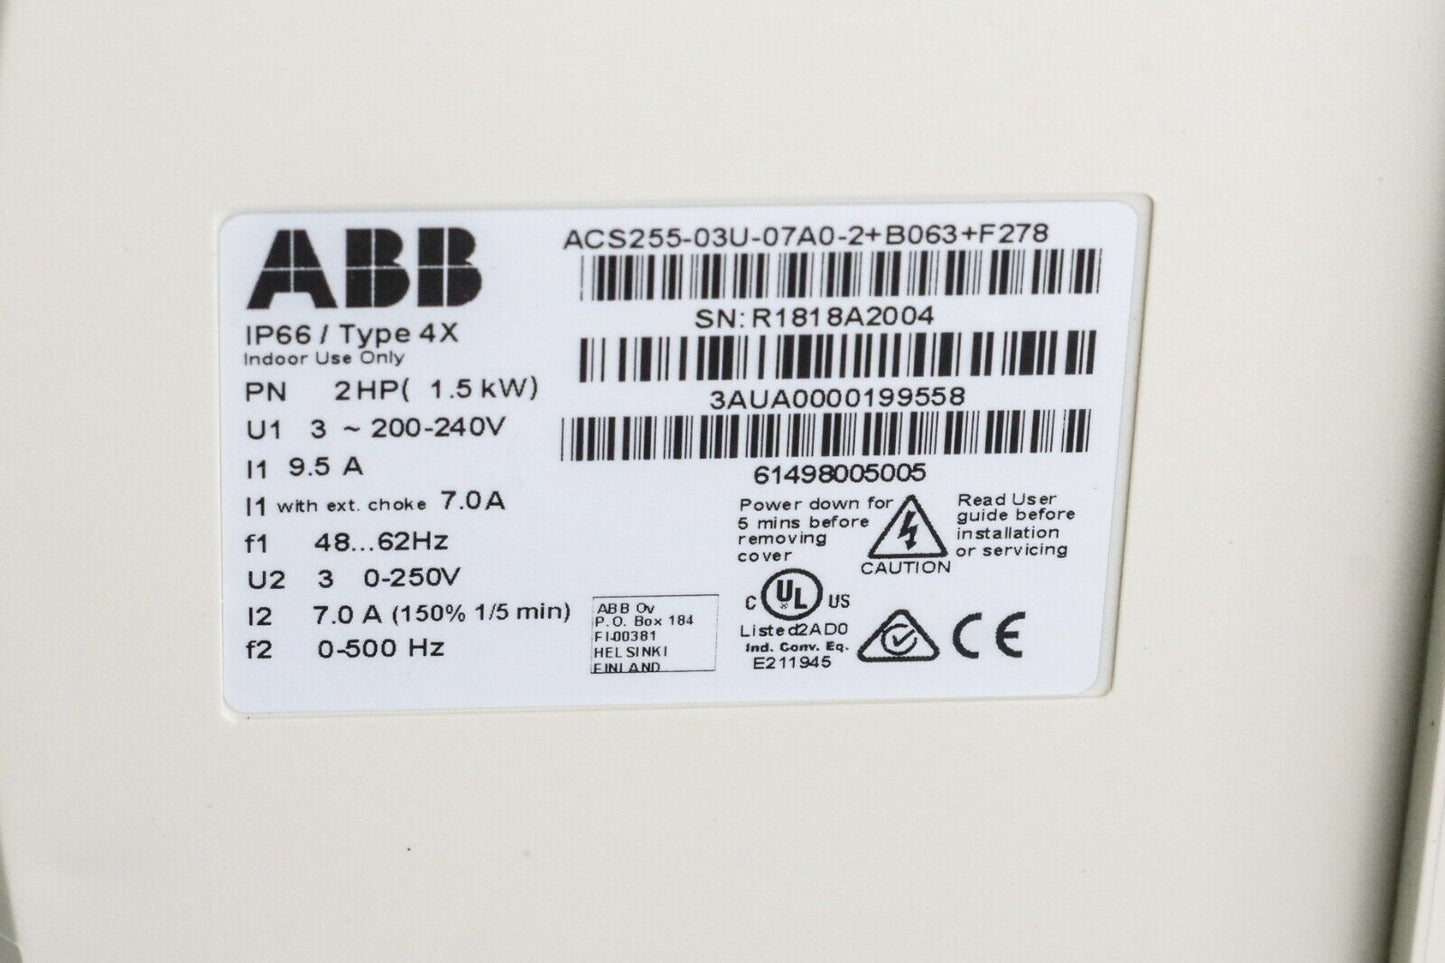 ABB
IP66 / Type 4X
Indoor Use Only
PN 2HP( 1.5 kW)
U1 3 ~ 200-240V
I1 9.5 A
I1 with ext. choke 7.0A
f1 48...62Hz
U2 3 0-250V
I2 7.0 A (150% 1/5 min)
f2 0-500 Hz
ACS255-03U-07A0-2+B063+F278
SN: R1818A2004
3AUA0000199558
61498005005
Power down for
5 mins before
removing
cover
CAUTION
Read User
guide before
installation
or servicing
ABB Oy
P.O. Box 184
FI-00381
HELSINKI
FINLAND
C UL US
Listed2AD0
Ind. Conv. Eq.
E211945
CE